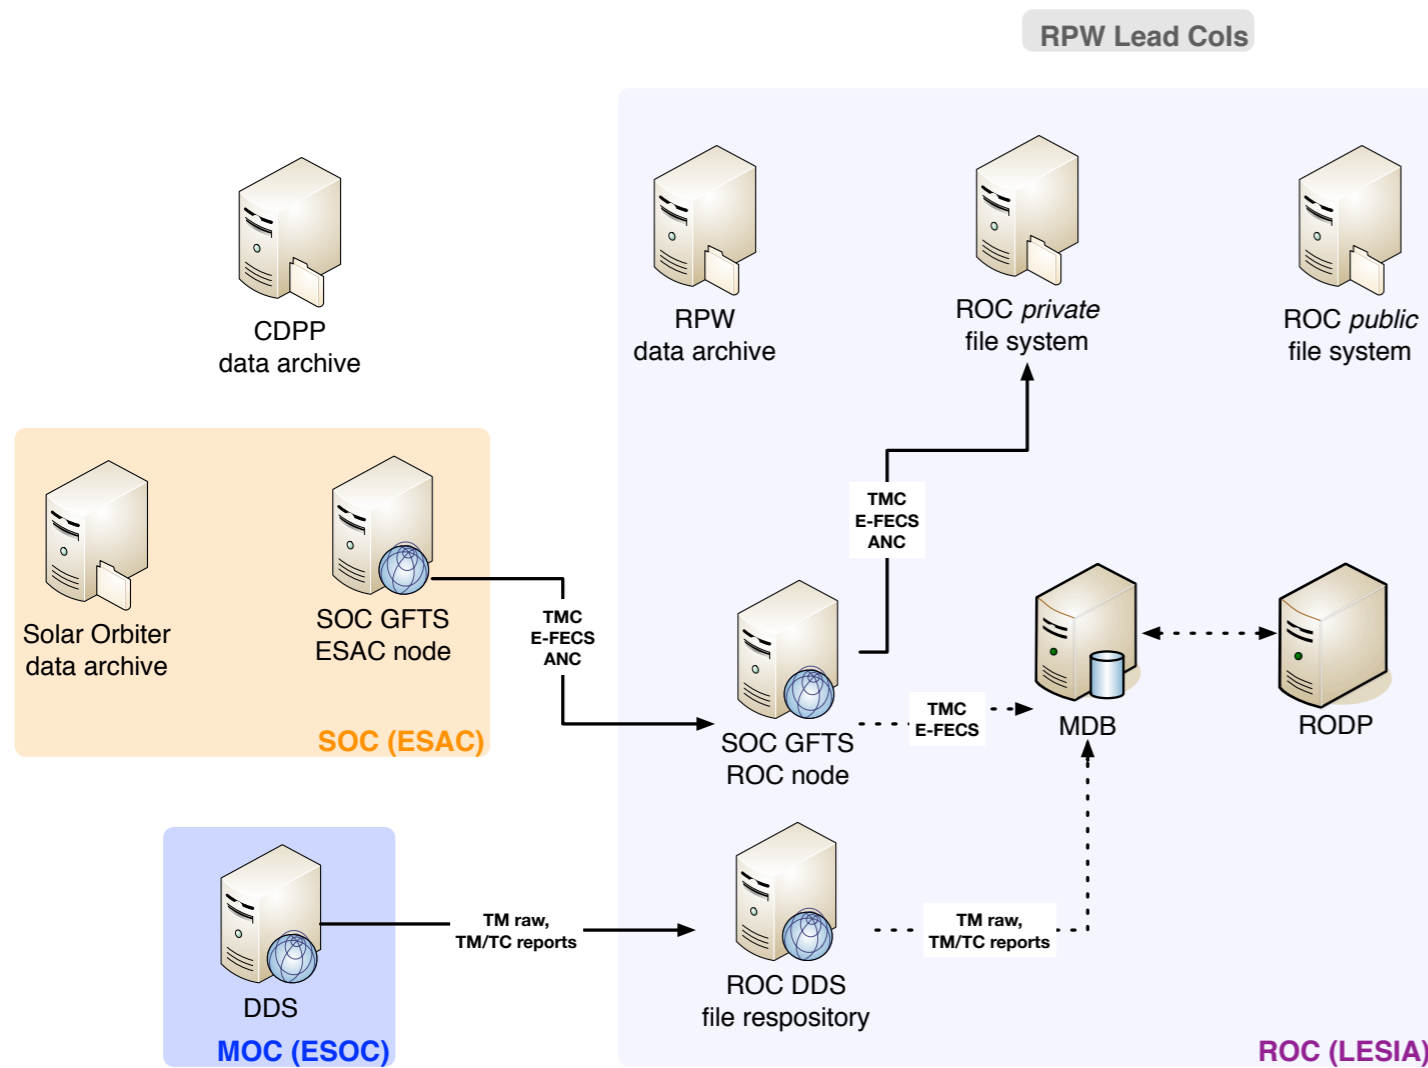 RPW Lead CoIs
CDPP
data archive
RPW
data archive
ROC private
file system
ROC public
file system
TMC
E-FECS
ANC
Solar Orbiter
data archive
SOC GFTS
ESAC node
SOC (ESAC)
TMC
E-FECS
ANC
SOC GFTS
ROC node
TMC
E-FECS
MDB
RODP
DDS
MOC (ESOC)
TM raw,
TM/TC reports
ROC DDS
file respository
TM raw,
TM/TC reports
ROC (LESIA)